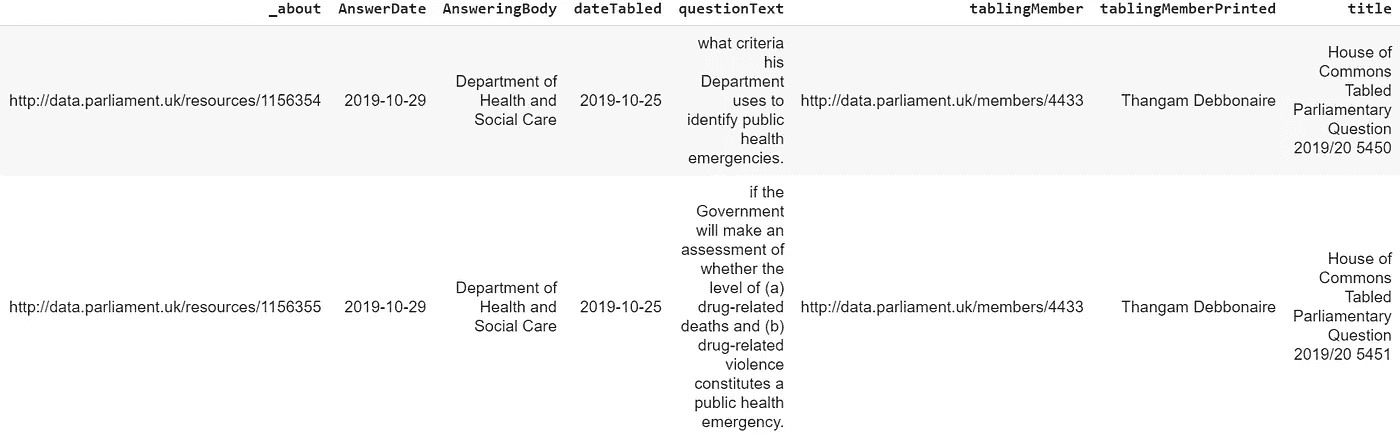 _about AnswerDate AnsweringBody dateTabled questionText tablingMember tablingMemberPrinted title
http://data.parliament.uk/resources/1156354
2019-10-29
Department of
Health and
Social Care
2019-10-25
what criteria
his
Department
uses to
identify public
health
emergencies.
http://data.parliament.uk/members/4433
Thangam Debbonaire
House of
Commons
Tabled
Parliamentary
Question
2019/20 5450
http://data.parliament.uk/resources/1156355
2019-10-29
Department of
Health and
Social Care
2019-10-25
if the
Government
will make an
assessment of
whether the
level of (a)
drug-related
deaths and (b)
drug-related
violence
constitutes a
public health
emergency.
http://data.parliament.uk/members/4433
Thangam Debbonaire
House of
Commons
Tabled
Parliamentary
Question
2019/20 5451